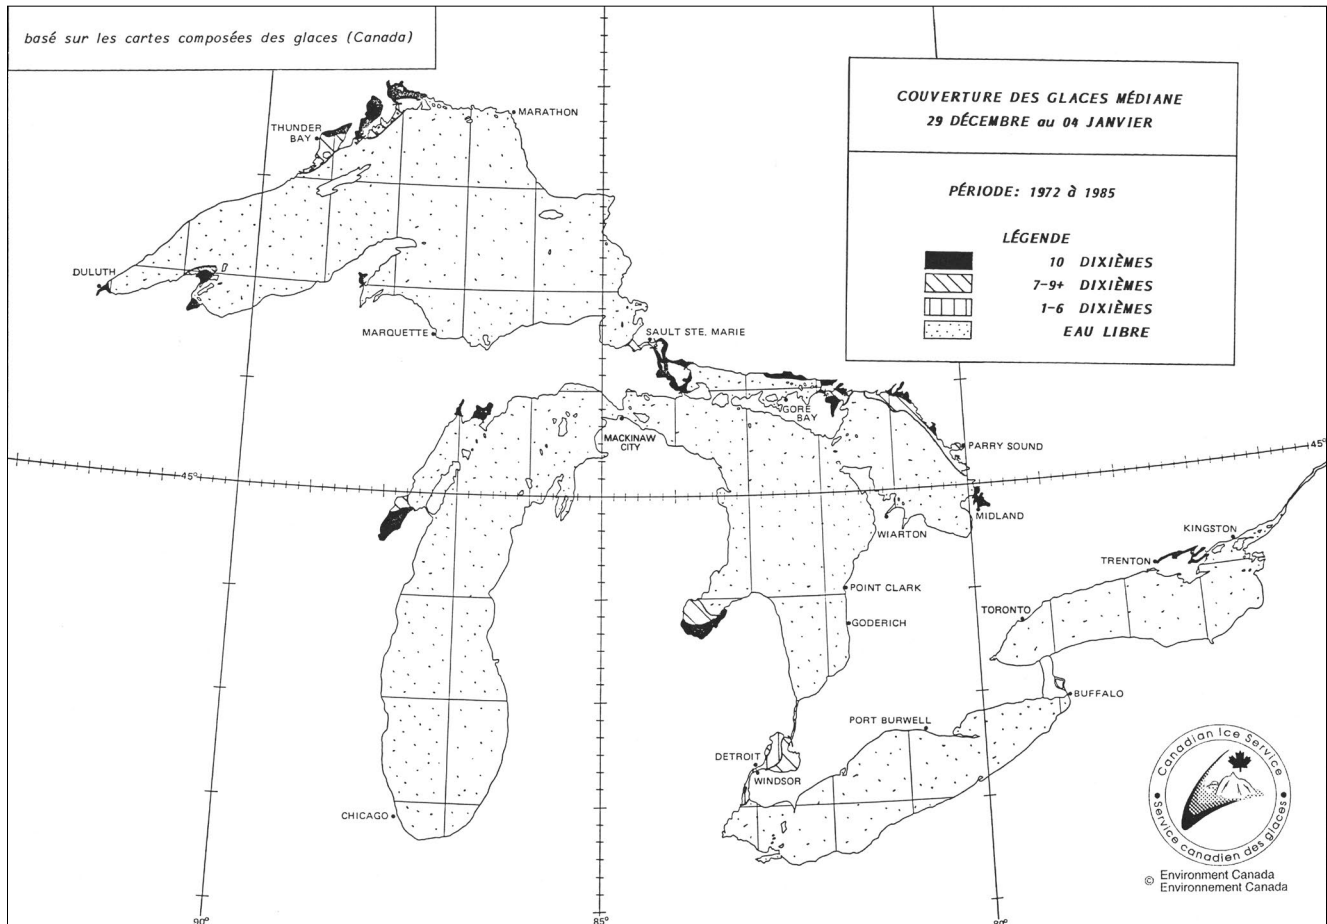 basé sur les cartes composées des glaces (Canada)
COUVERTURE DES GLACES MÉDIANE
29 DÉCEMBRE au 04 JANVIER
PÉRIODE: 1972 à 1985
LÉGENDE
10 DIXIÈMES
7-9+ DIXIÈMES
1-6 DIXIÈMES
EAU LIBRE
MARATHON
THUNDER
BAY
DULUTH
MARQUETTE
SAULT STE. MARIE
GORE
BAY
MACKINAW
CITY
PARRY SOUND
45°
45°
MIDLAND
WIARTON
KINGSTON
TRENTON
POINT CLARK
TORONTO
GODERICH
BUFFALO
PORT BURWELL
DETROIT
WINDSOR
CHICAGO
Canadian Ice Service
Service canadien des glaces
© Environment Canada
Environnement Canada
90°
85°
80°